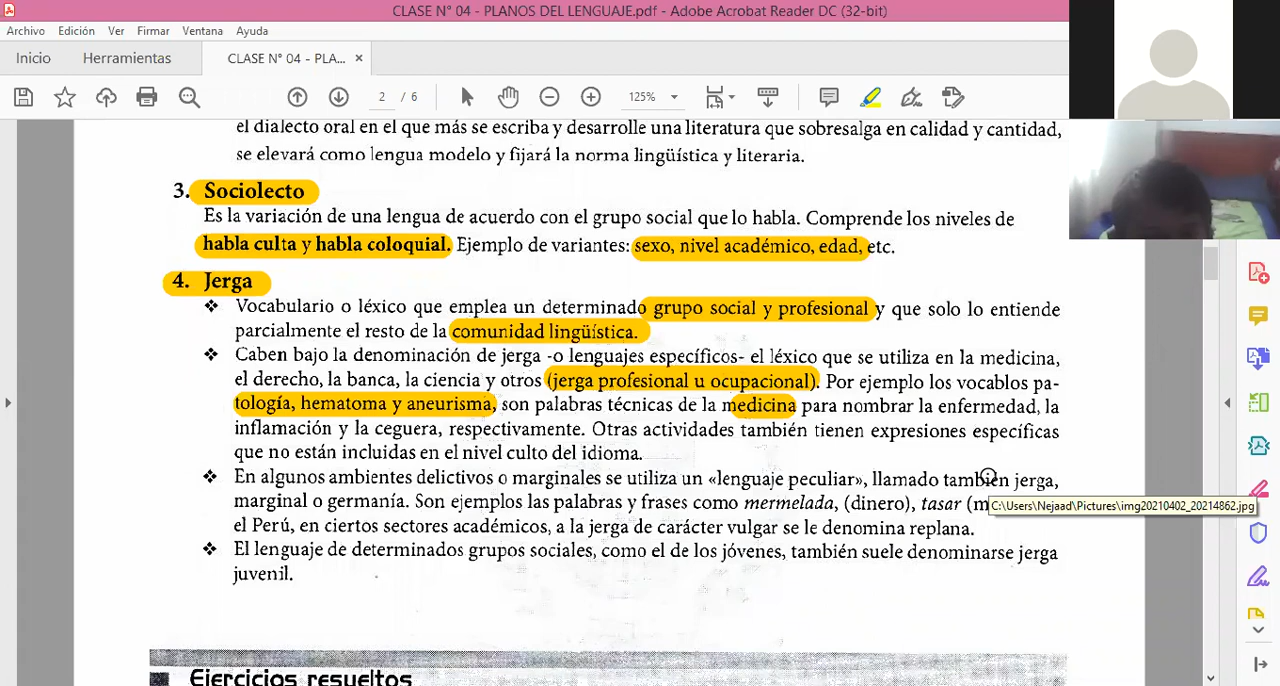 CLASE N° 04 - PLANOS DEL LENGUAJE.pdf - Adobe Acrobat Reader DC (32-bit)
Archivo Edición Ver Firmar Ventana Ayuda
Inicio Herramientas CLASE N° 04 - PLA... ×
2 / 6 125%
el dialecto oral en el que más se escriba y desarrolle una literatura que sobresalga en calidad y cantidad,
se elevará como lengua modelo y fijará la norma lingüística y literaria.
3. Sociolecto
Es la variación de una lengua de acuerdo con el grupo social que lo habla. Comprende los niveles de
habla culta y habla coloquial. Ejemplo de variantes: sexo, nivel académico, edad, etc.
4. Jerga
❖ Vocabulario o léxico que emplea un determinado grupo social y profesional y que solo lo entiende
parcialmente el resto de la comunidad lingüística.
❖ Caben bajo la denominación de jerga -o lenguajes específicos- el léxico que se utiliza en la medicina,
el derecho, la banca, la ciencia y otros (jerga profesional u ocupacional). Por ejemplo los vocablos pa-
tología, hematoma y aneurisma, son palabras técnicas de la medicina para nombrar la enfermedad, la
inflamación y la ceguera, respectivamente. Otras actividades también tienen expresiones específicas
que no están incluidas en el nivel culto del idioma.
❖ En algunos ambientes delictivos o marginales se utiliza un «lenguaje peculiar», llamado también jerga,
marginal o germanía. Son ejemplos las palabras y frases como mermelada, (dinero), tasar
C:\Users\Nejaad\Pictures\img20210402_20214862.jpg
el Perú, en ciertos sectores académicos, a la jerga de carácter vulgar se le denomina replana.
❖ El lenguaje de determinados grupos sociales, como el de los jóvenes, también suele denominarse jerga
juvenil.
Ejercicios resueltos